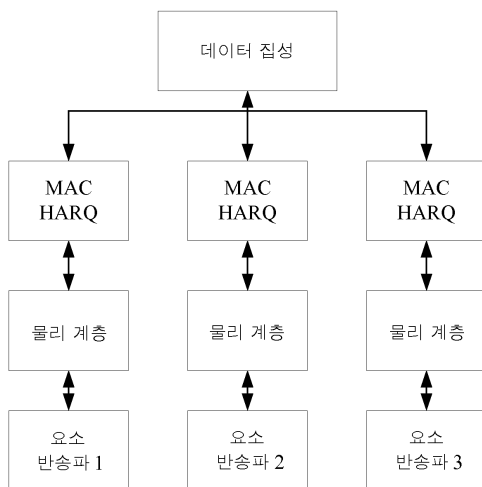 데이터 집성
MAC
HARQ
MAC
HARQ
MAC
HARQ
물리 계층
물리 계층
물리 계층
요소
반송파 1
요소
반송파 2
요소
반송파 3